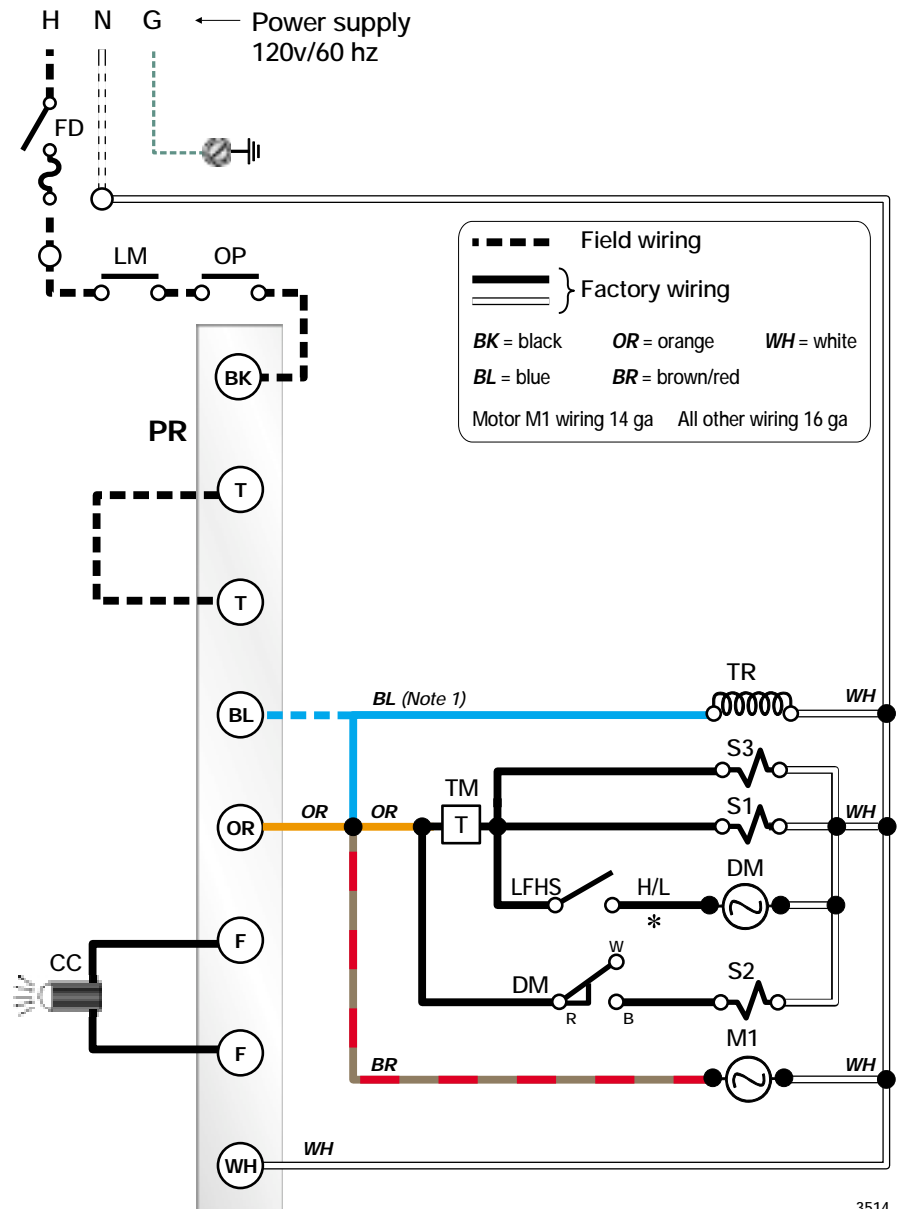 H N G ← Power supply
120v/60 hz
FD
LM OP
Field wiring
Factory wiring
BK = black OR = orange WH = white
BL = blue BR = brown/red
Motor M1 wiring 14 ga All other wiring 16 ga
BK
PR
T
T
TR
BL BL (Note 1) WH
S3
TM
S1
OR OR OR T WH
DM
LFHS H/L
*
F
W
CC DM S2
R B
M1
F
BR WH
WH
WH
3514